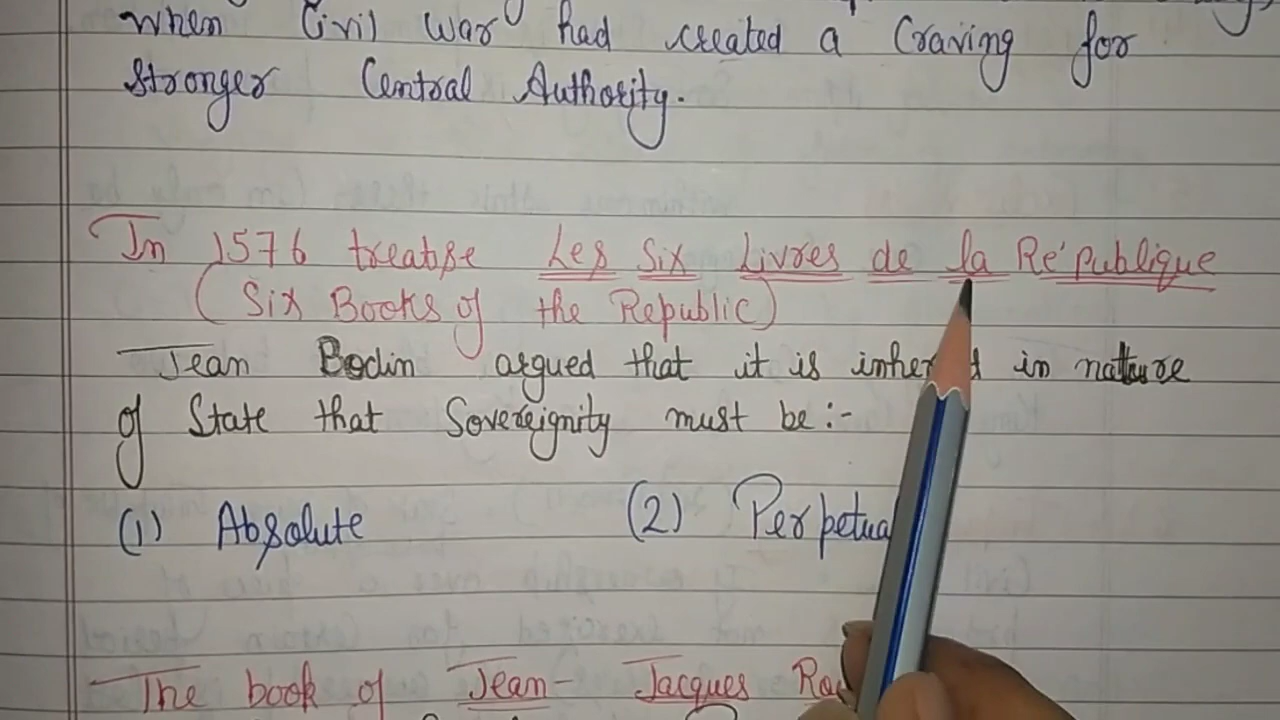 when Civil War had created a Craving for
stronger Central Authority.
In 1576 treatise Les Six Livres de la Ré'publique
(Six Books of the Republic)
Jean Bodin argued that it is in nature
of State that Sovereignity must be:-
(1) Absolute (2) Perpetua
The book of Jean- Jacques